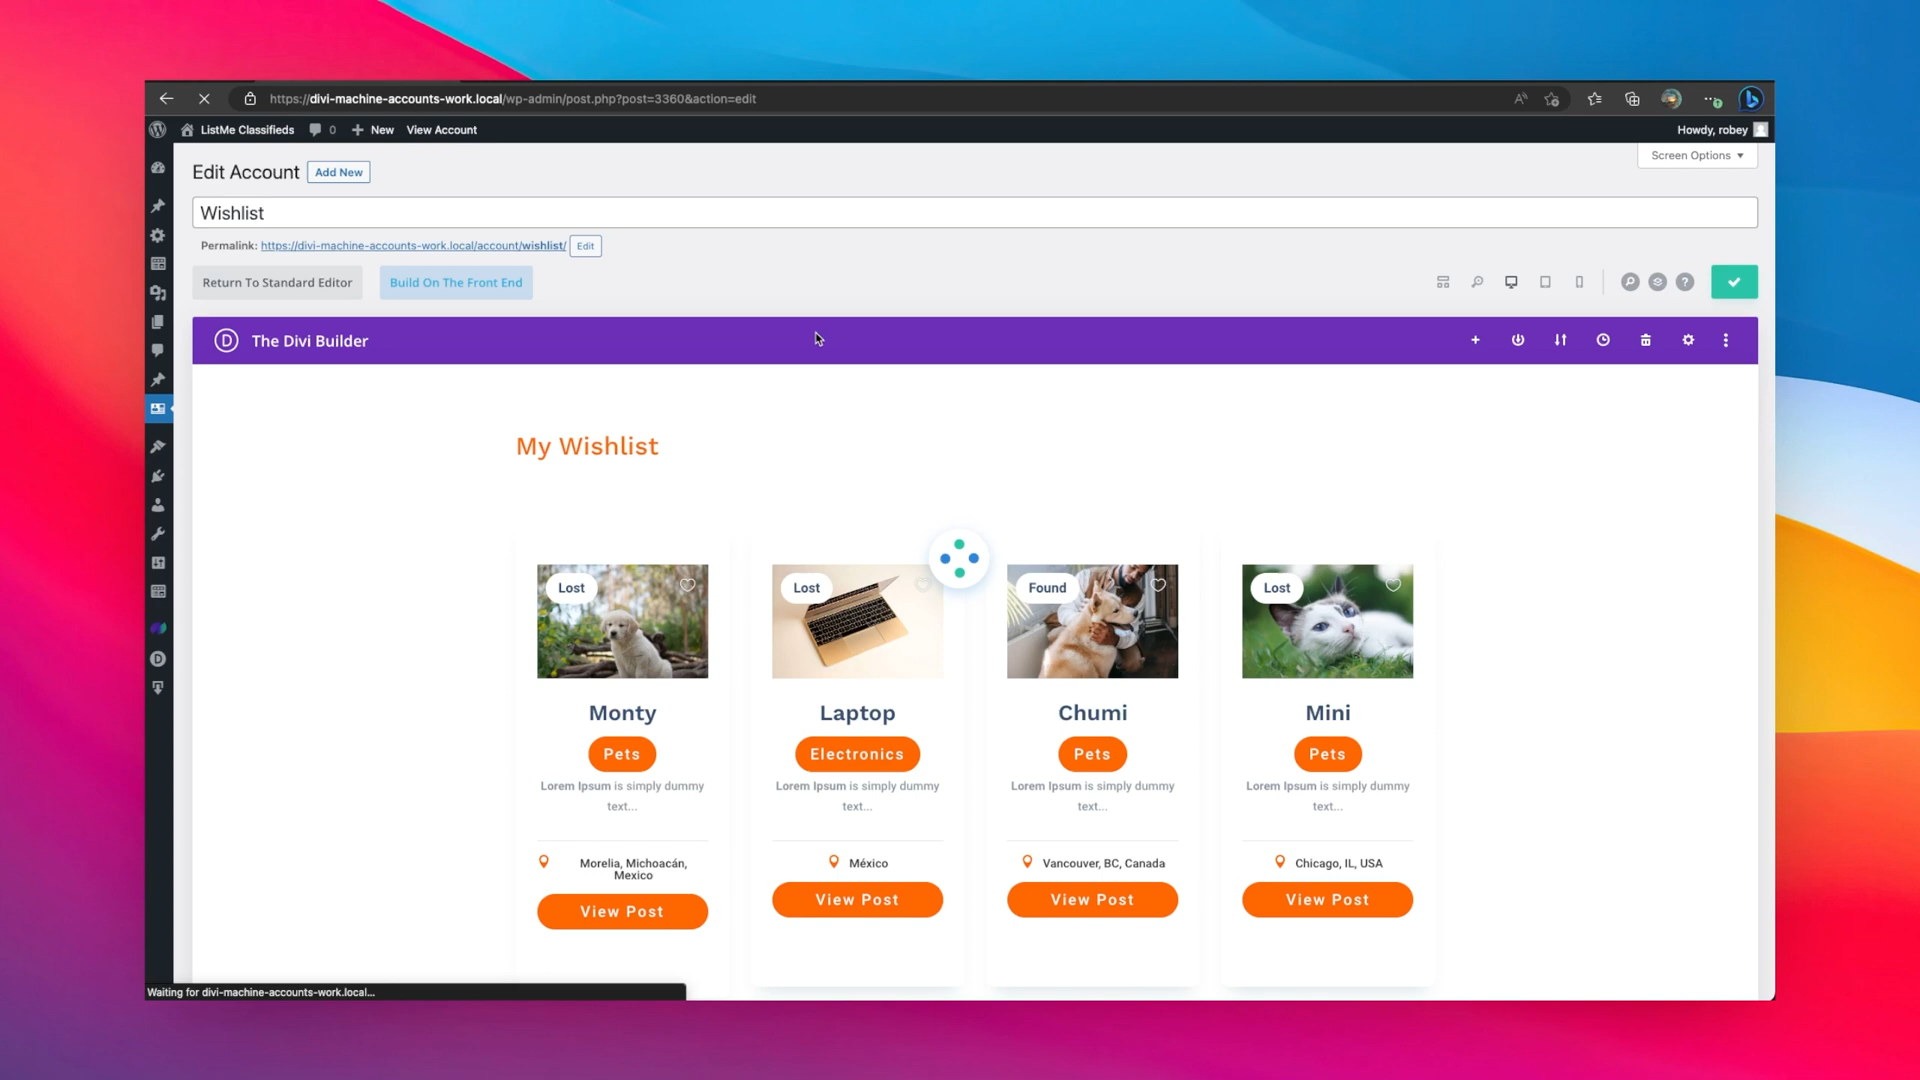 https://divi-machine-accounts-work.local/wp-admin/post.php?post=3360&action=edit
ListMe Classifieds 0 New View Account
Howdy, robey
Screen Options
Edit Account Add New
Wishlist
Permalink: https://divi-machine-accounts-work.local/account/wishlist/ Edit
Return To Standard Editor Build On The Front End
The Divi Builder
My Wishlist
Lost Lost Found Lost
Monty Laptop Chumi Mini
Pets Electronics Pets Pets
Lorem Ipsum is simply dummy Lorem Ipsum is simply dummy Lorem Ipsum is simply dummy Lorem Ipsum is simply dummy
text... text... text... text...
Morelia, Michoacán, México Vancouver, BC, Canada Chicago, IL, USA
Mexico
View Post View Post View Post View Post
Waiting for divi-machine-accounts-work.local...